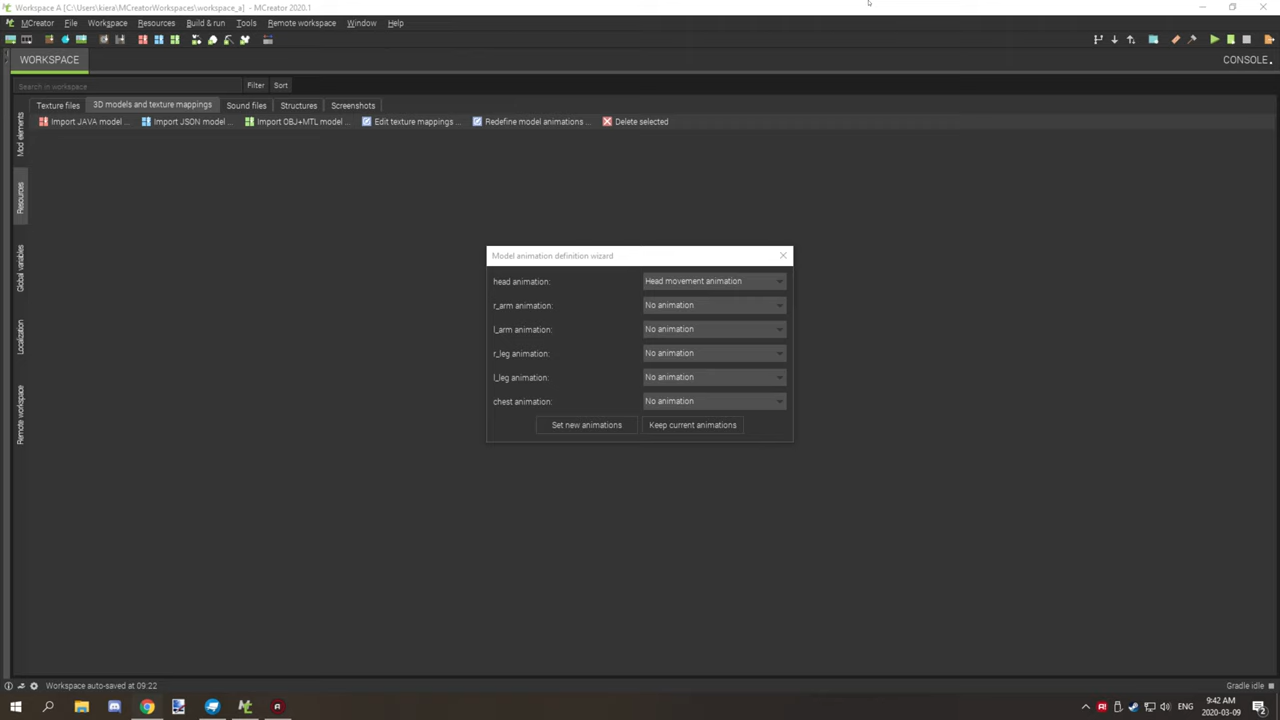 Workspace A [C:\Users\kiera\MCreatorWorkspaces\workspace_a] - MCreator 2020.1
MCreator File Workspace Resources Build & run Tools Remote workspace Window Help
WORKSPACE CONSOLE
Search in workspace Filter Sort
Texture files 3D models and texture mappings Sound files Structures Screenshots
Import JAVA model ... Import JSON model ... Import OBJ+MTL model ... Edit texture mappings ... Redefine model animations ... Delete selected
Mod elements
Resources
Global variables
Localization
Remote workspace
Model animation definition wizard
head animation: Head movement animation
r_arm animation: No animation
l_arm animation: No animation
r_leg animation: No animation
l_leg animation: No animation
chest animation: No animation
Set new animations Keep current animations
Workspace auto-saved at 09:22 Gradle idle
ENG 9:42 AM
2020-03-09
2